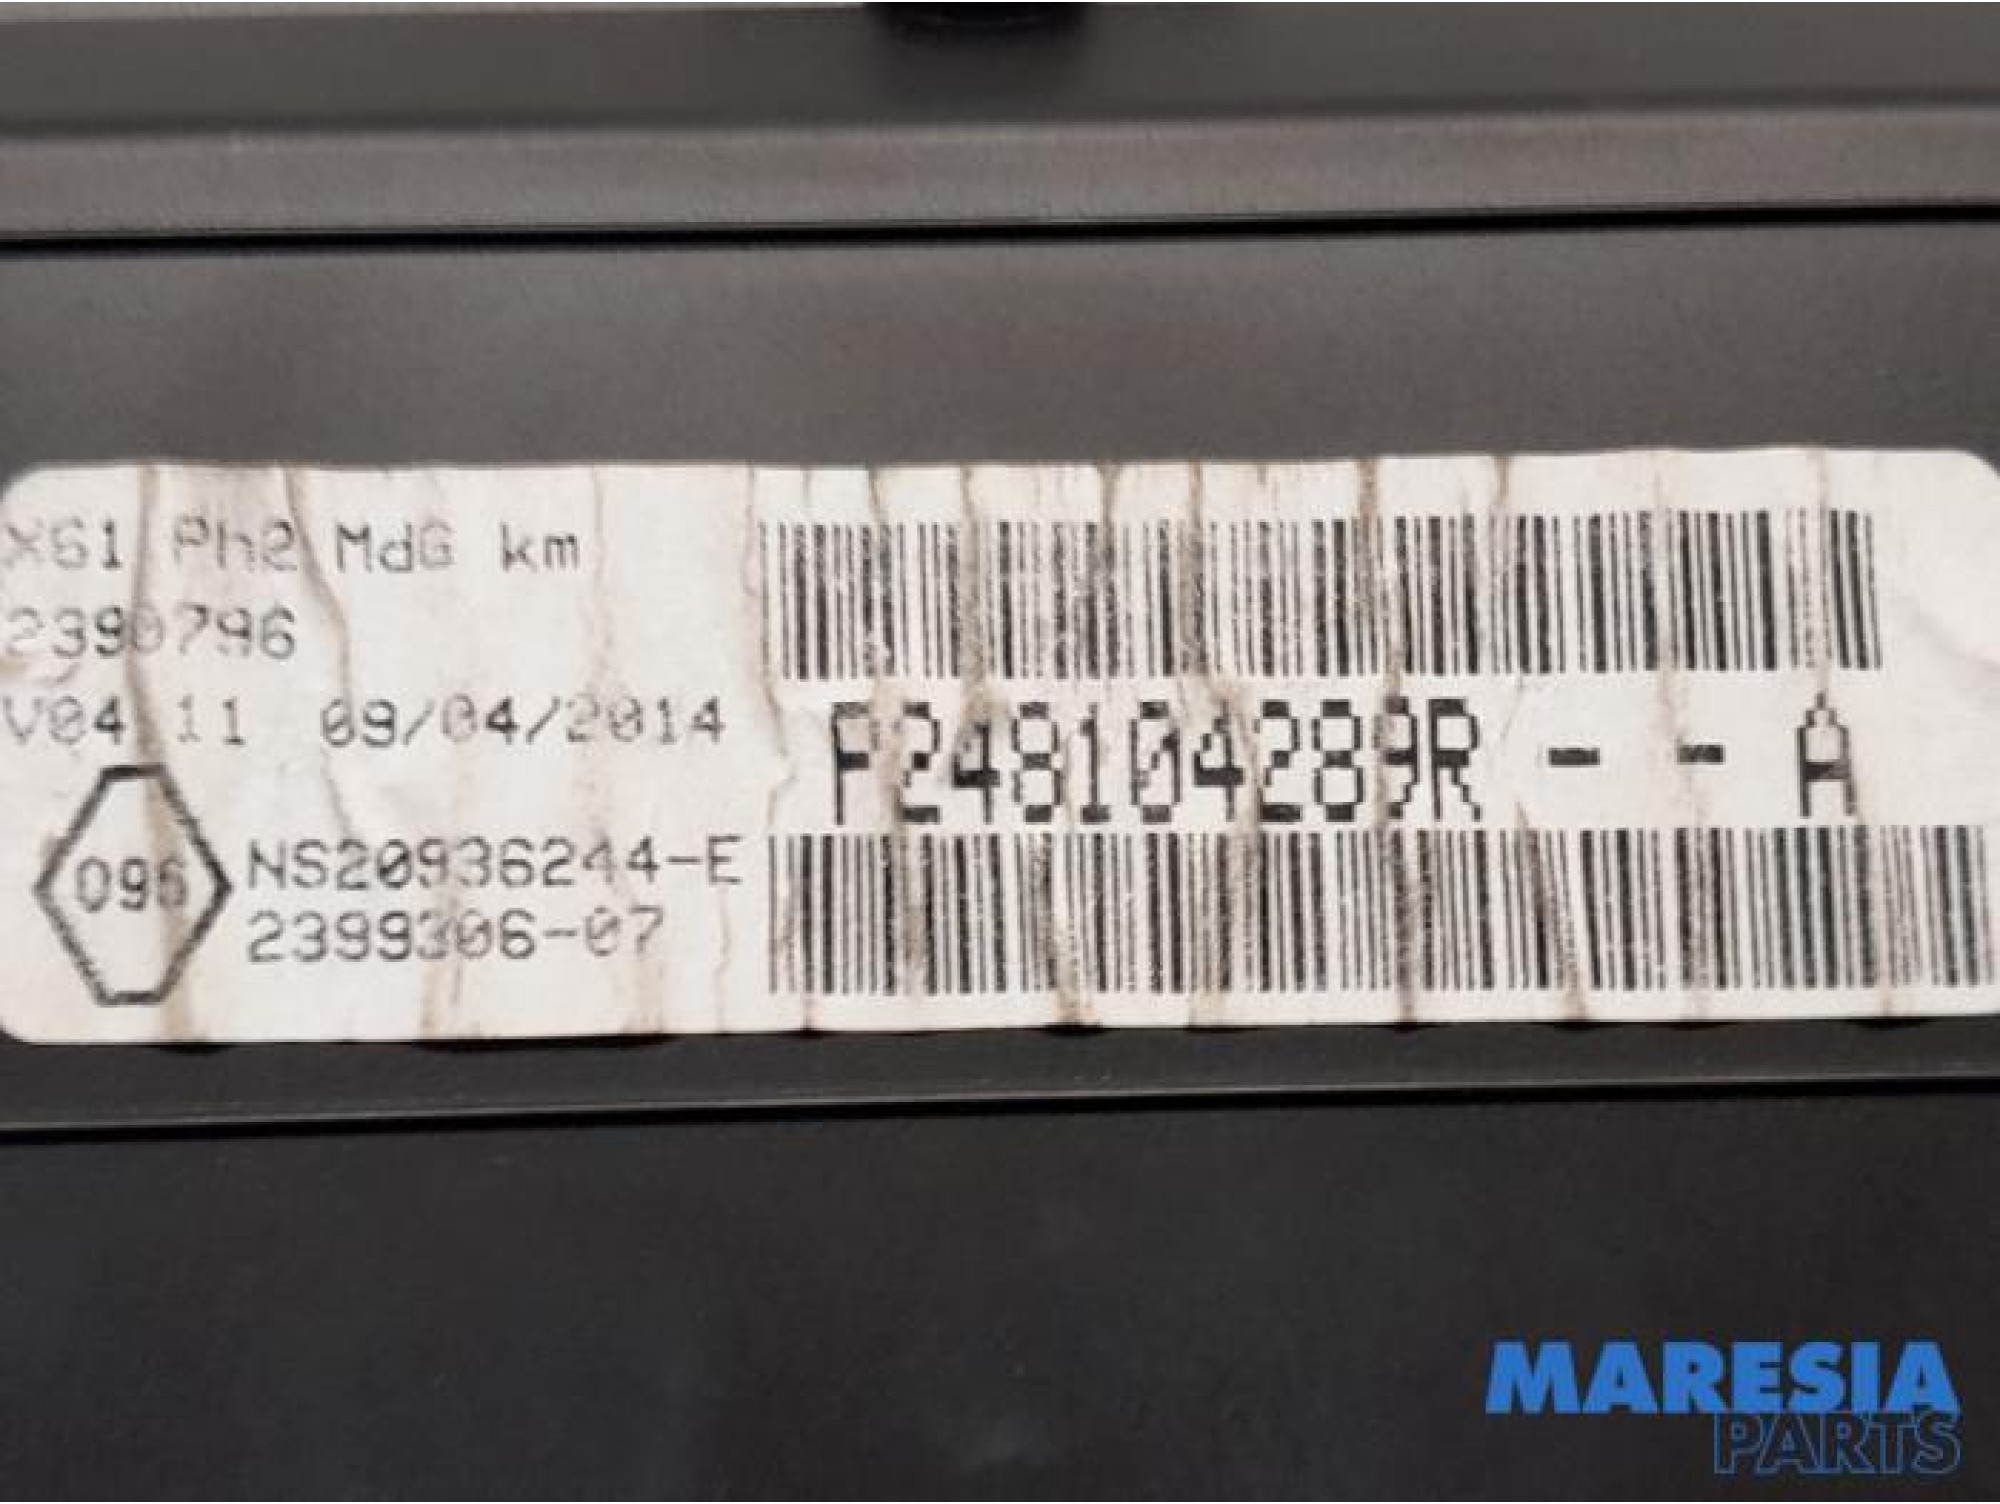 X61 Ph2 MdG km
2390796
V04 11 09/04/2014
P248104289R - - A
096
NS20936244-E
2399306-07
MARESIA
PARTS